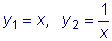 y₁ = x, y₂ = 1/x